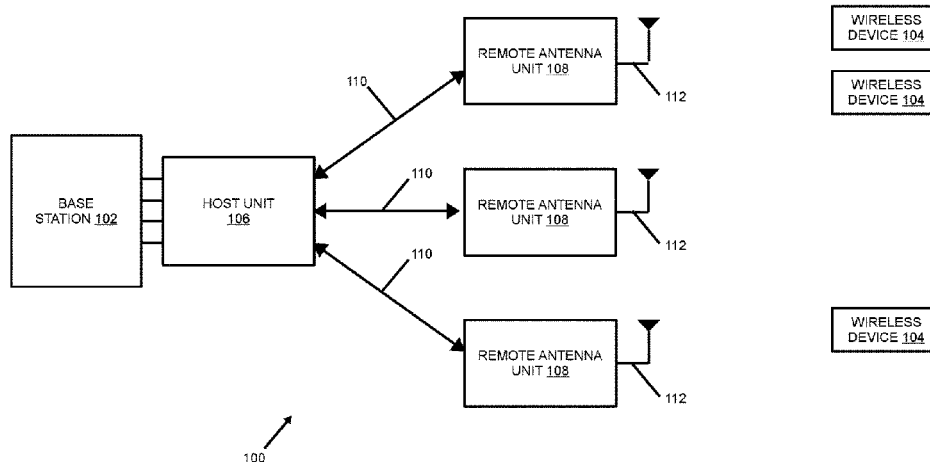 WIRELESS
DEVICE 104
REMOTE ANTENNA
UNIT 108
110
112
WIRELESS
DEVICE 104
BASE
STATION 102
HOST UNIT
106
110
REMOTE ANTENNA
UNIT 108
112
110
WIRELESS
DEVICE 104
REMOTE ANTENNA
UNIT 108
112
100